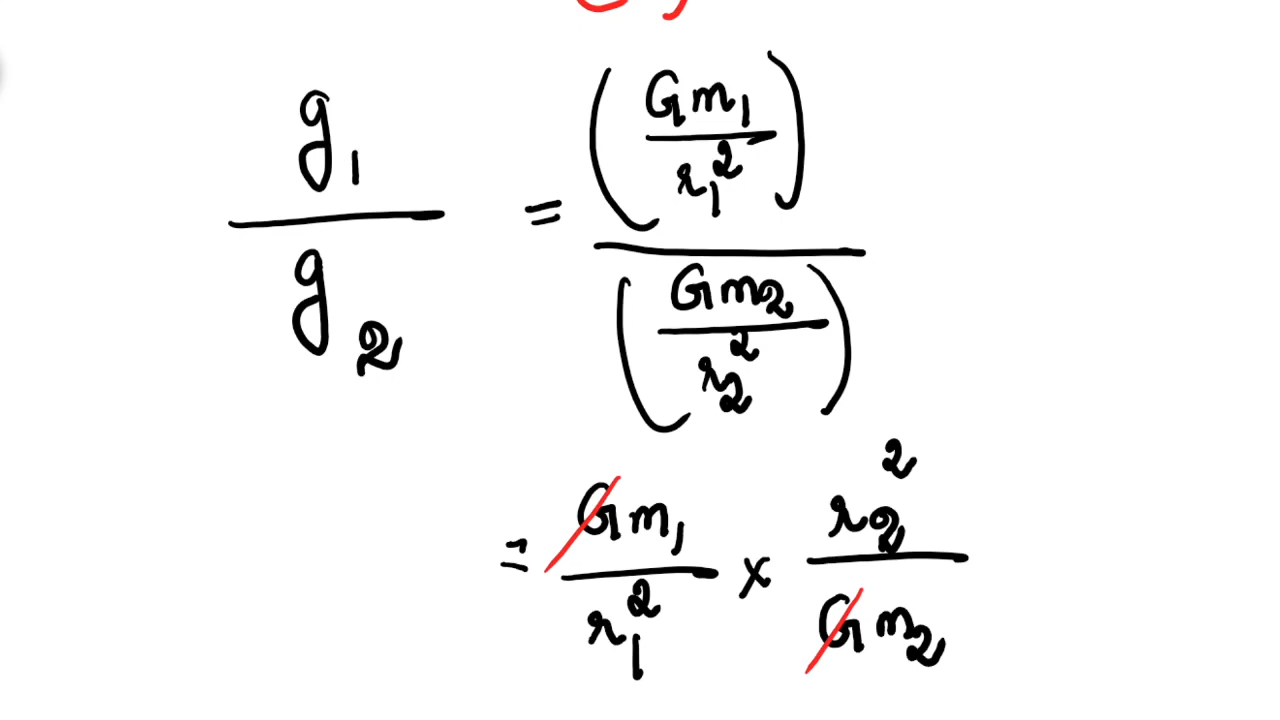 g₁ / g₂ = (Gm₁ / r₁²) / (Gm₂ / r₂²)
= Gm₁ / r₁² × r₂² / Gm₂